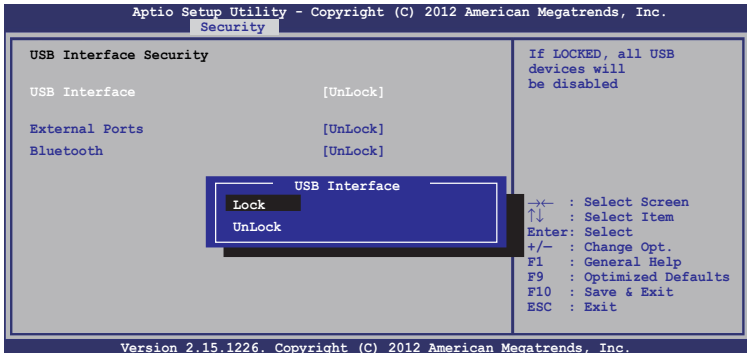 Aptio Setup Utility - Copyright (C) 2012 American Megatrends, Inc.
Security
USB Interface Security
USB Interface [UnLock]
External Ports [UnLock]
Bluetooth [UnLock]
USB Interface
Lock
UnLock
If LOCKED, all USB
devices will
be disabled
→← : Select Screen
↑↓ : Select Item
Enter: Select
+/— : Change Opt.
F1 : General Help
F9 : Optimized Defaults
F10 : Save & Exit
ESC : Exit
Version 2.15.1226. Copyright (C) 2012 American Megatrends, Inc.